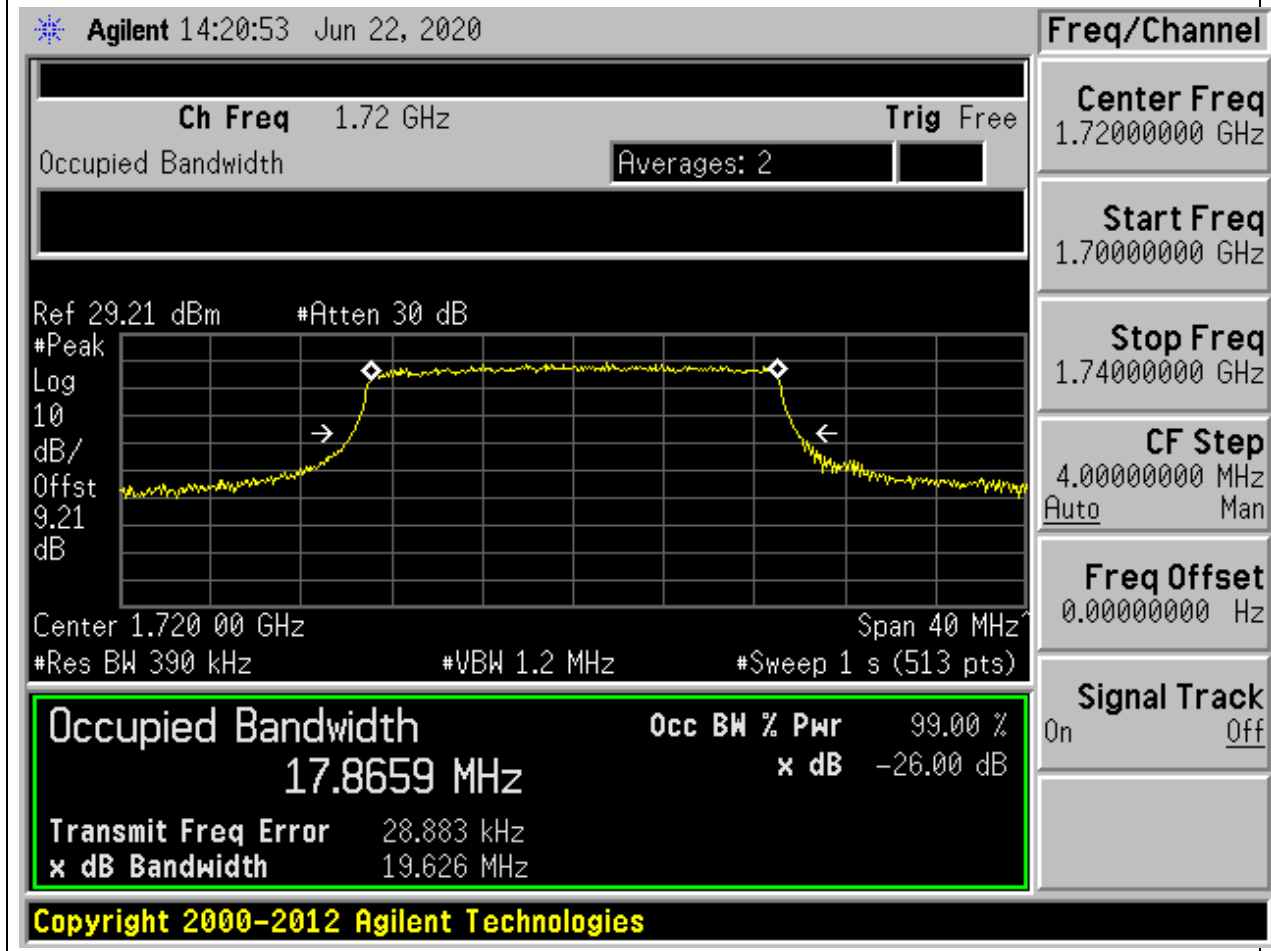 Agilent 14:20:53 Jun 22, 2020
Freq/Channel
Ch Freq 1.72 GHz Trig Free
Occupied Bandwidth Averages: 2
Center Freq
1.72000000 GHz
Start Freq
1.70000000 GHz
Stop Freq
1.74000000 GHz
CF Step
4.00000000 MHz
Auto Man
Freq Offset
0.00000000 Hz
Signal Track
On Off
Ref 29.21 dBm #Atten 30 dB
#Peak
Log
10
dB/
Offst
9.21
dB
Center 1.720 00 GHz Span 40 MHz^
#Res BW 390 kHz #VBW 1.2 MHz #Sweep 1 s (513 pts)
Occupied Bandwidth Occ BW % Pwr 99.00 %
17.8659 MHz x dB -26.00 dB
Transmit Freq Error 28.883 kHz
x dB Bandwidth 19.626 MHz
Copyright 2000-2012 Agilent Technologies